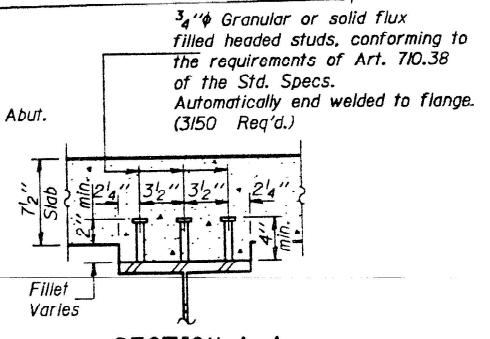 3/4"φ Granular or solid flux
filled headed studs, conforming to
the requirements of Art. 710.38
of the Std. Specs.
Automatically end welded to flange.
(3150 Req'd.)
Abut.
7 1/2" Slab
2" min.
2 1/4"
3 1/2"
3 1/2"
2 1/4"
4" min.
Fillet
Varies